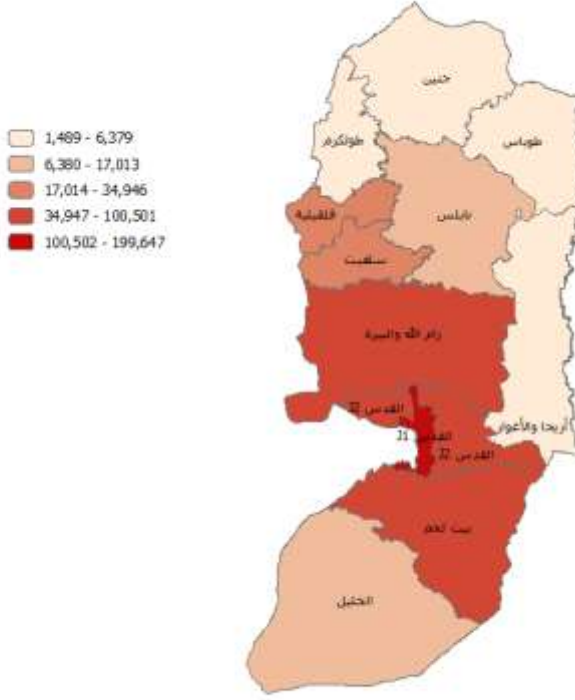 1,489 - 6,379
6,380 - 17,013
17,014 - 34,946
34,947 - 100,501
100,502 - 199,647
جنين
طولكرم
طوباس
قلقيلية
نابلس
سلفيت
رام الله والبيرة
القدس J2
القدس J1
أريحا والأغوار
القدس J2
بيت لحم
الخليل